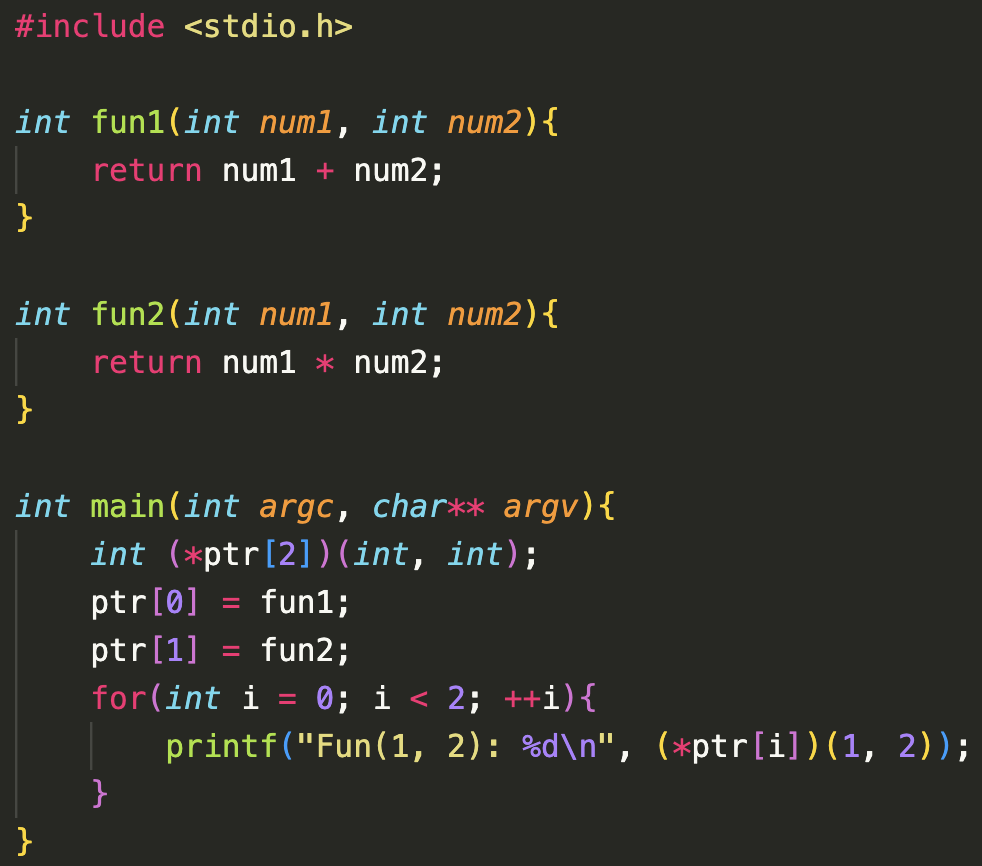 #include <stdio.h>

int fun1(int num1, int num2){
    return num1 + num2;
}

int fun2(int num1, int num2){
    return num1 * num2;
}

int main(int argc, char** argv){
    int (*ptr[2])(int, int);
    ptr[0] = fun1;
    ptr[1] = fun2;
    for(int i = 0; i < 2; ++i){
        printf("Fun(1, 2): %d\n", (*ptr[i])(1, 2));
    }
}